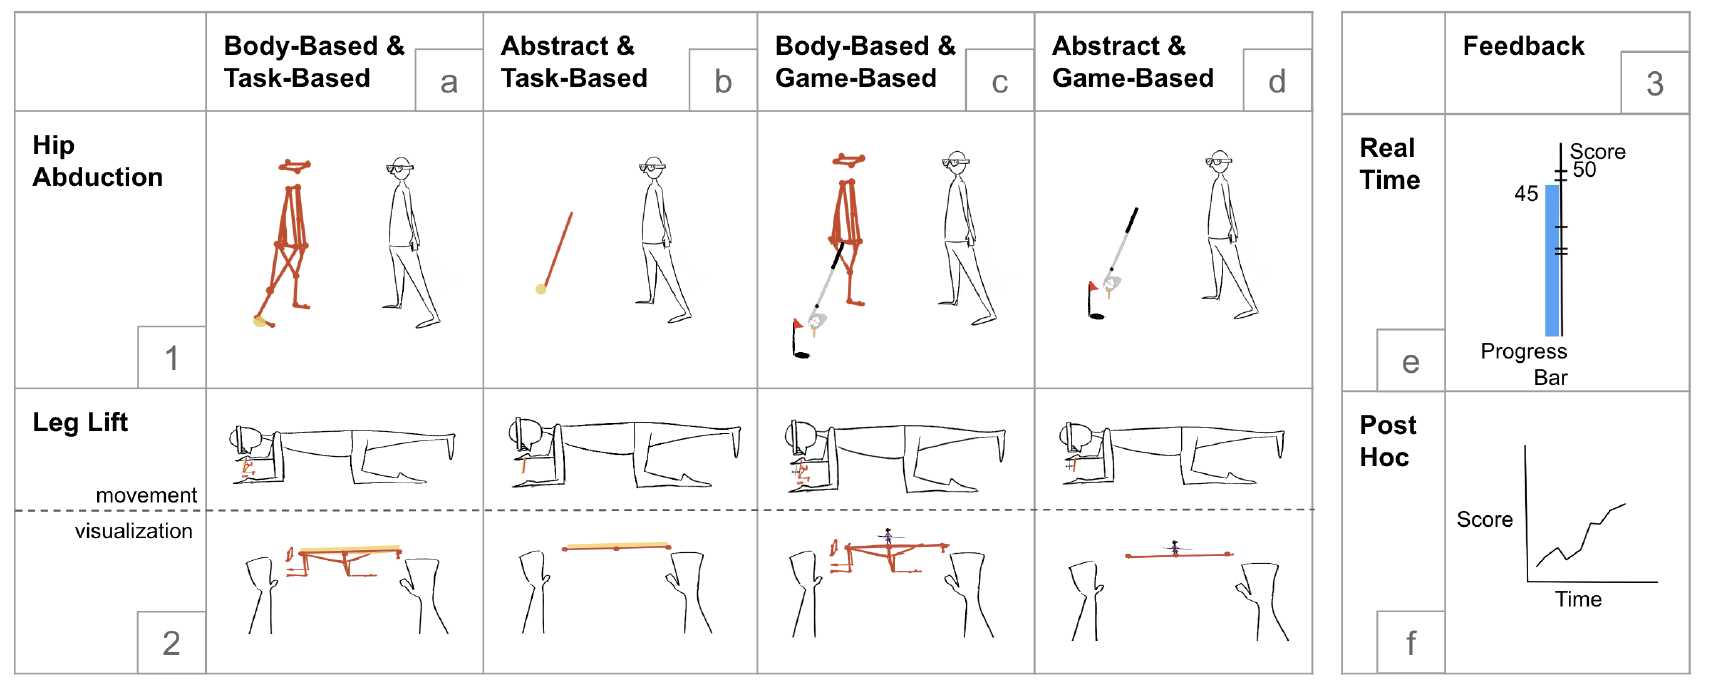 Body-Based &
Task-Based
a
Abstract &
Task-Based
b
Body-Based &
Game-Based
c
Abstract &
Game-Based
d
Feedback
3
Hip
Abduction
1
Real
Time
e
Score
50
45
Progress
Bar
Leg Lift
movement
visualization
2
Post
Hoc
f
Score
Time